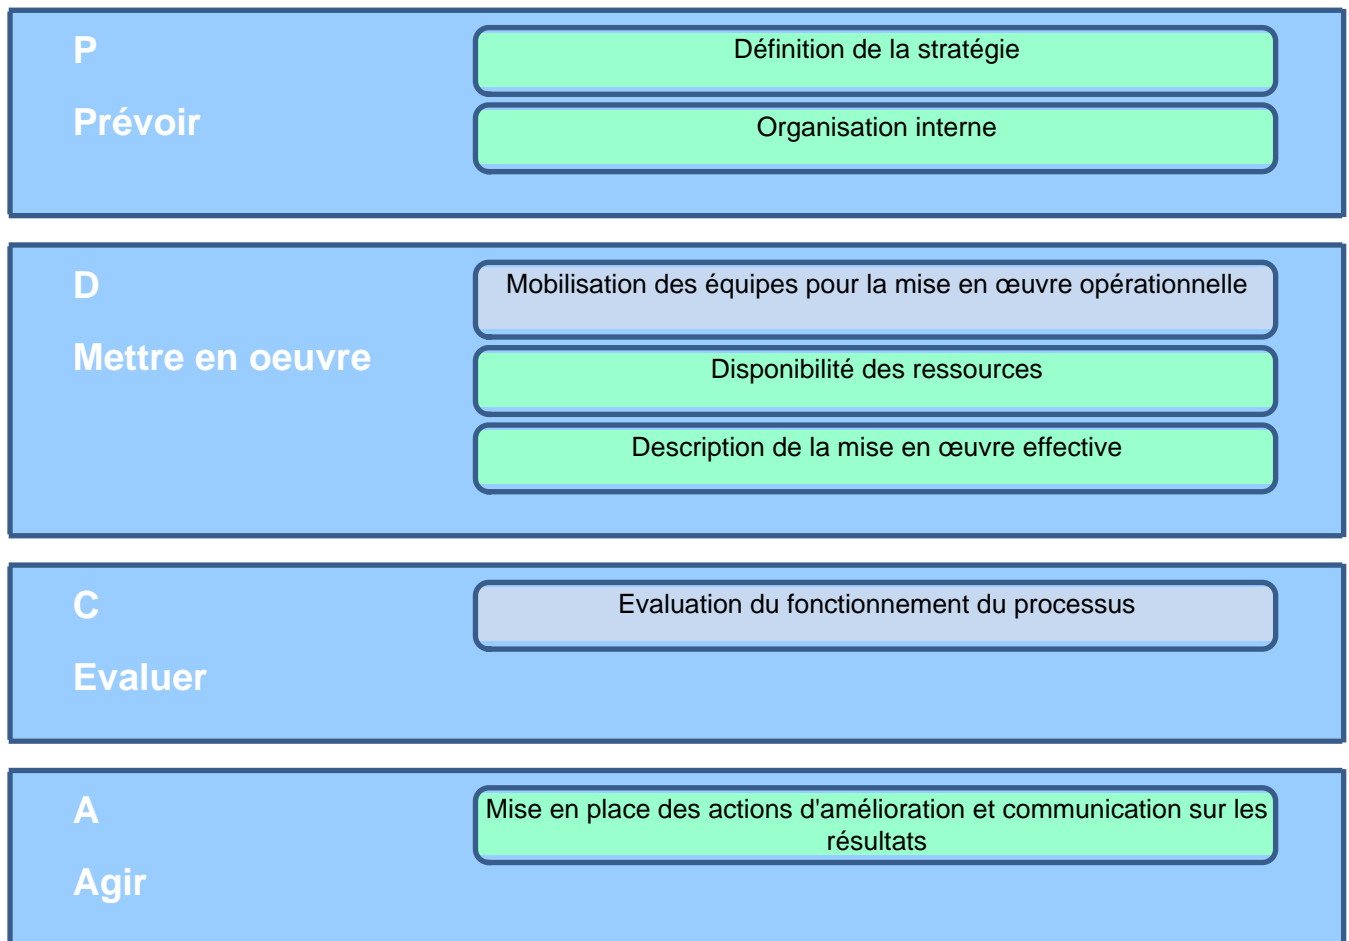 P
Définition de la stratégie
Prévoir
Organisation interne
D
Mobilisation des équipes pour la mise en œuvre opérationnelle
Mettre en oeuvre
Disponibilité des ressources
Description de la mise en œuvre effective
C
Evaluation du fonctionnement du processus
Evaluer
A
Mise en place des actions d'amélioration et communication sur les
résultats
Agir